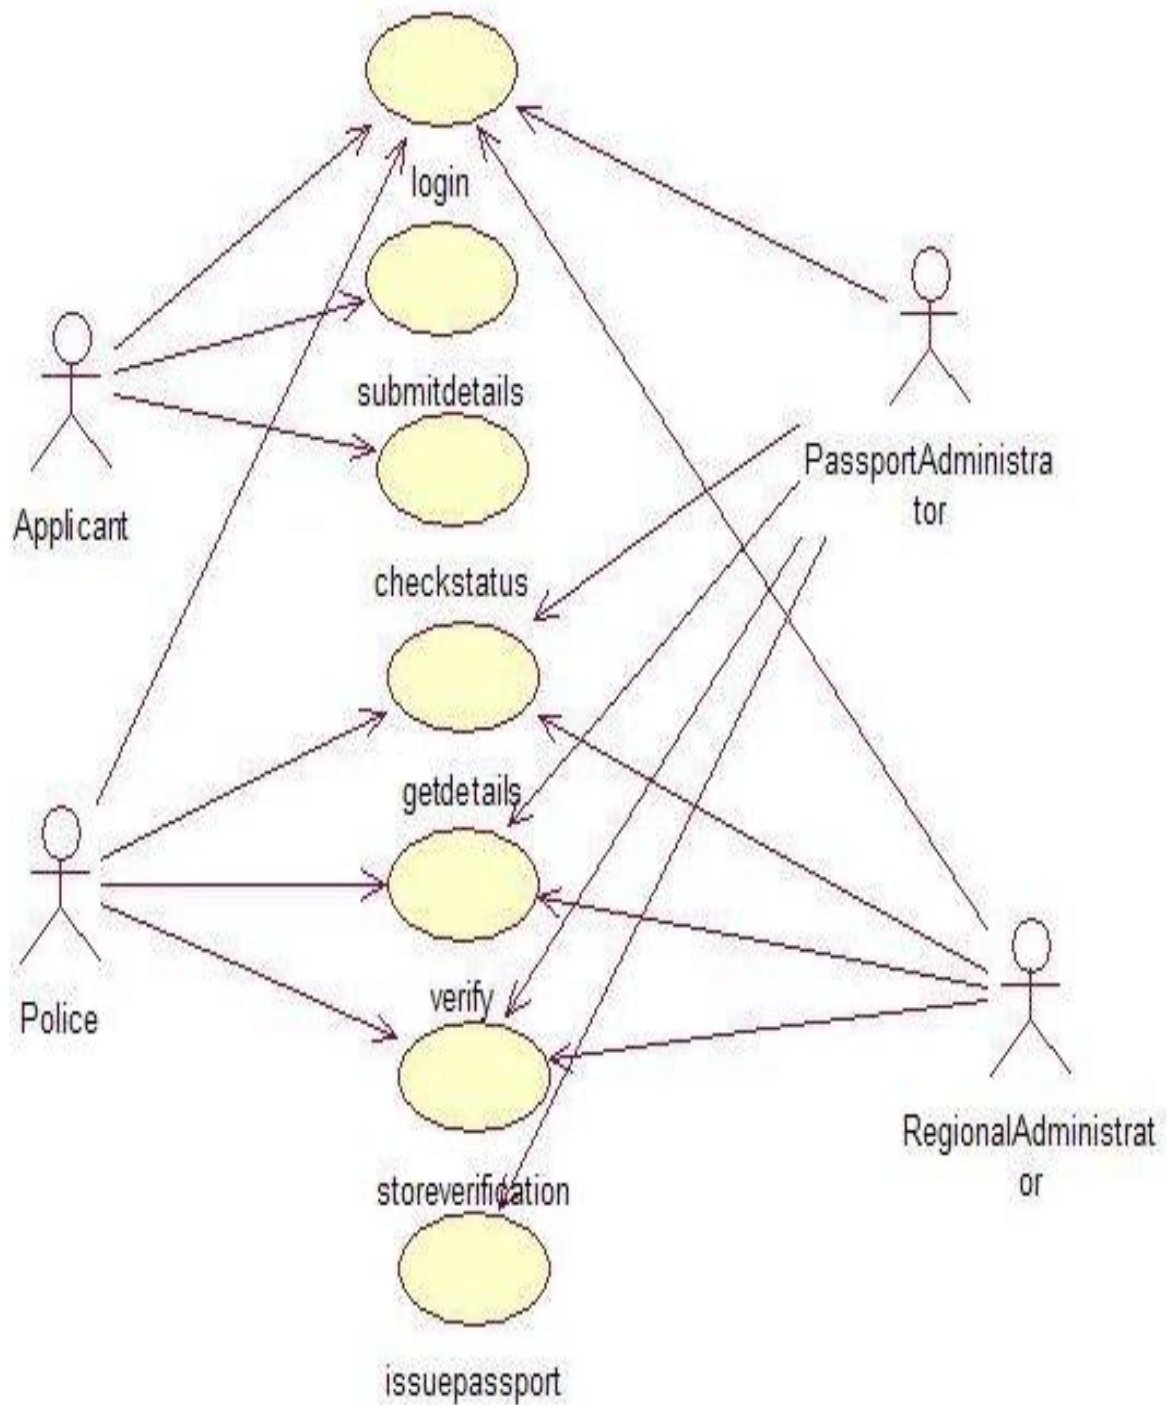 login
submitdetails
Applicant
PassportAdministra
tor
checkstatus
getdetails
verify
Police
RegionalAdministrat
or
storeverification
issuepassport